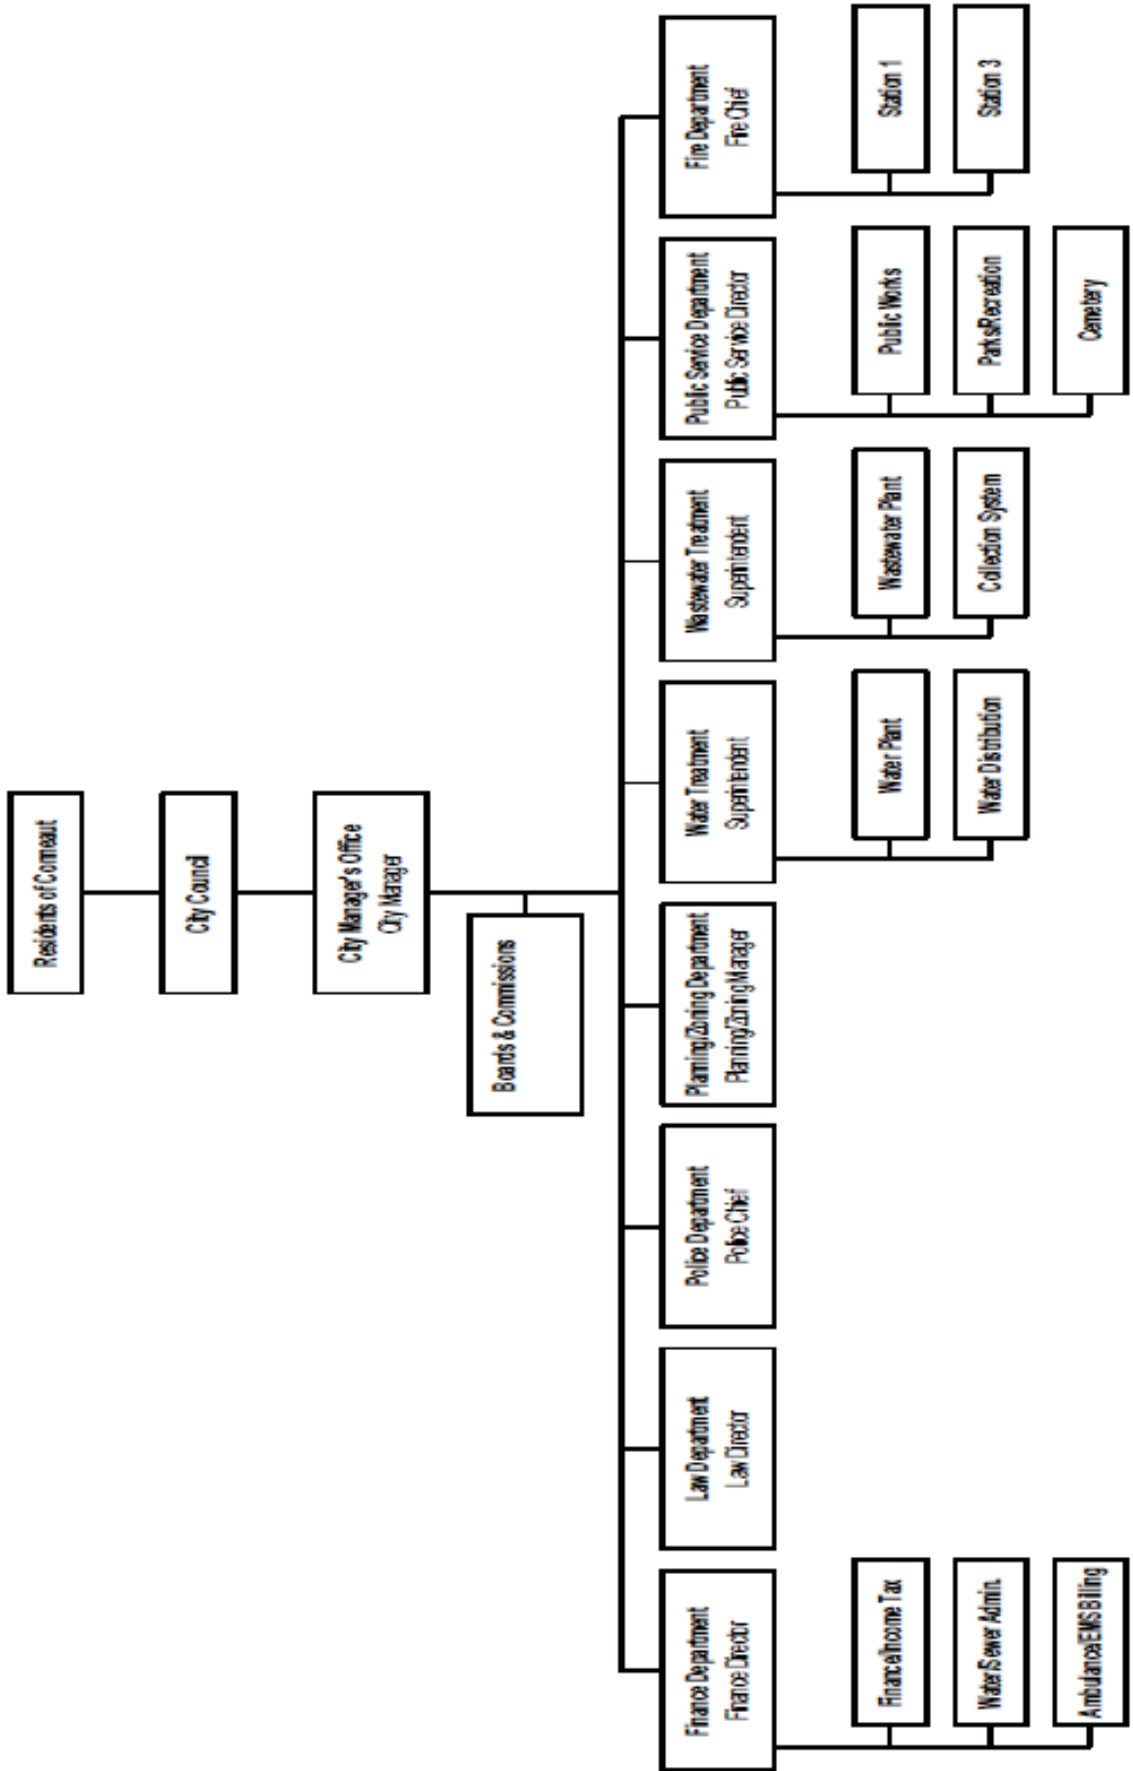 Residents of Conneaut
City Council
City Manager's Office
City Manager
Boards & Commissions
Finance Department
Finance Director
Law Department
Law Director
Police Department
Police Chief
Planning/Zoning Department
Planning/Zoning Manager
Water Treatment
Superintendent
Wastewater Treatment
Superintendent
Public Service Department
Public Service Director
Fire Department
Fire Chief
Finance/Income Tax
Water/Sewer Admin.
Ambulance/EMS Billing
Water Plant
Water Distribution
Wastewater Plant
Collection System
Public Works
Parks/Recreation
Cemetery
Station 1
Station 3